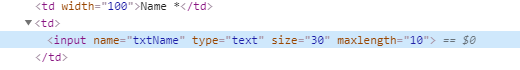 <td width="100">Name *</td>
▼<td>
<input name="txtName" type="text" size="30" maxlength="10"> == $0
</td>